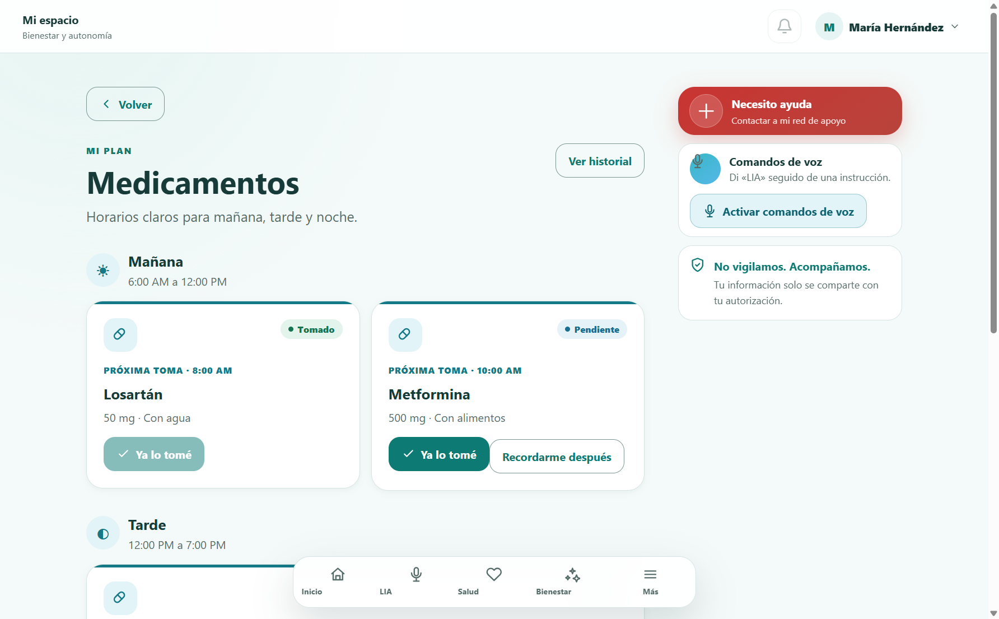 Mi espacio
Bienestar y autonomía
M
María Hernández
Volver
MI PLAN
Medicamentos
Horarios claros para mañana, tarde y noche.
Ver historial
Mañana
6:00 AM a 12:00 PM
Tomado
PRÓXIMA TOMA · 8:00 AM
Losartán
50 mg · Con agua
Ya lo tomé
Pendiente
PRÓXIMA TOMA · 10:00 AM
Metformina
500 mg · Con alimentos
Ya lo tomé
Recordarme después
Tarde
12:00 PM a 7:00 PM
Necesito ayuda
Contactar a mi red de apoyo
Comandos de voz
Di «LIA» seguido de una instrucción.
Activar comandos de voz
No vigilamos. Acompañamos.
Tu información solo se comparte con
tu autorización.
Inicio
LIA
Salud
Bienestar
Más